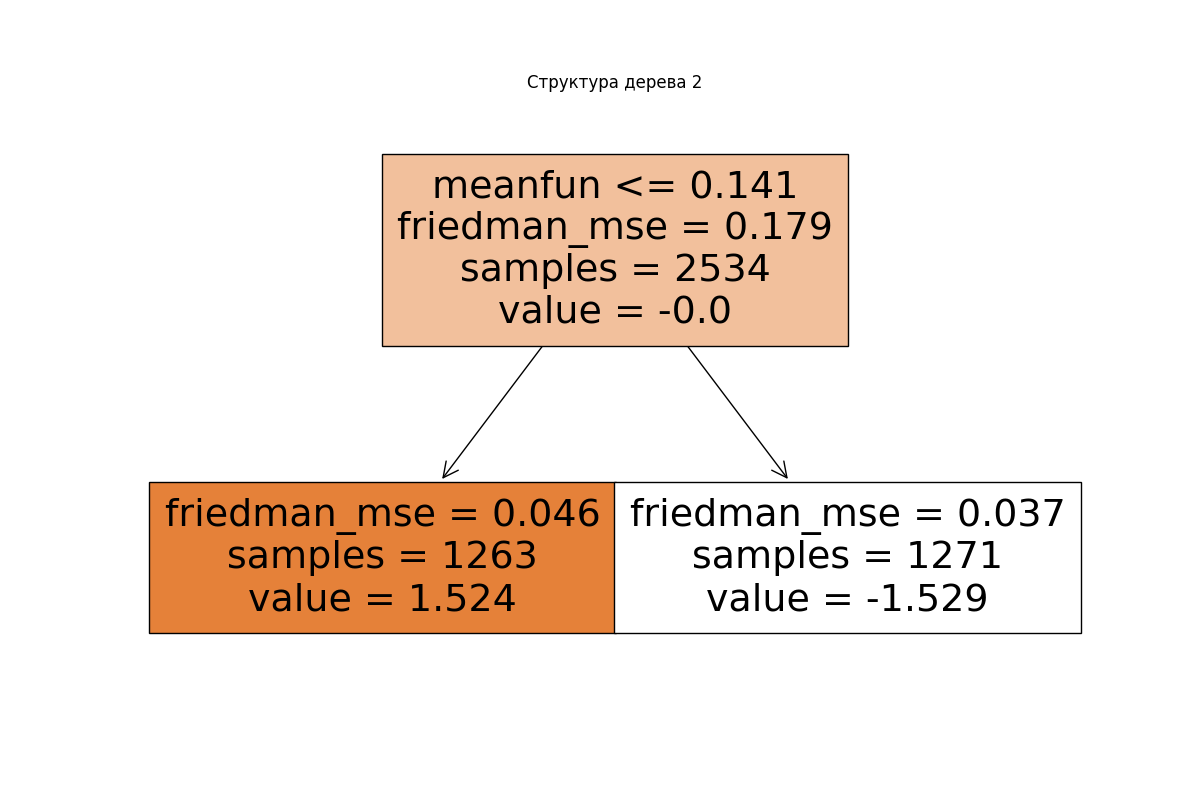 Структура дерева 2
meanfun <= 0.141
friedman_mse = 0.179
samples = 2534
value = -0.0
friedman_mse = 0.046
samples = 1263
value = 1.524
friedman_mse = 0.037
samples = 1271
value = -1.529